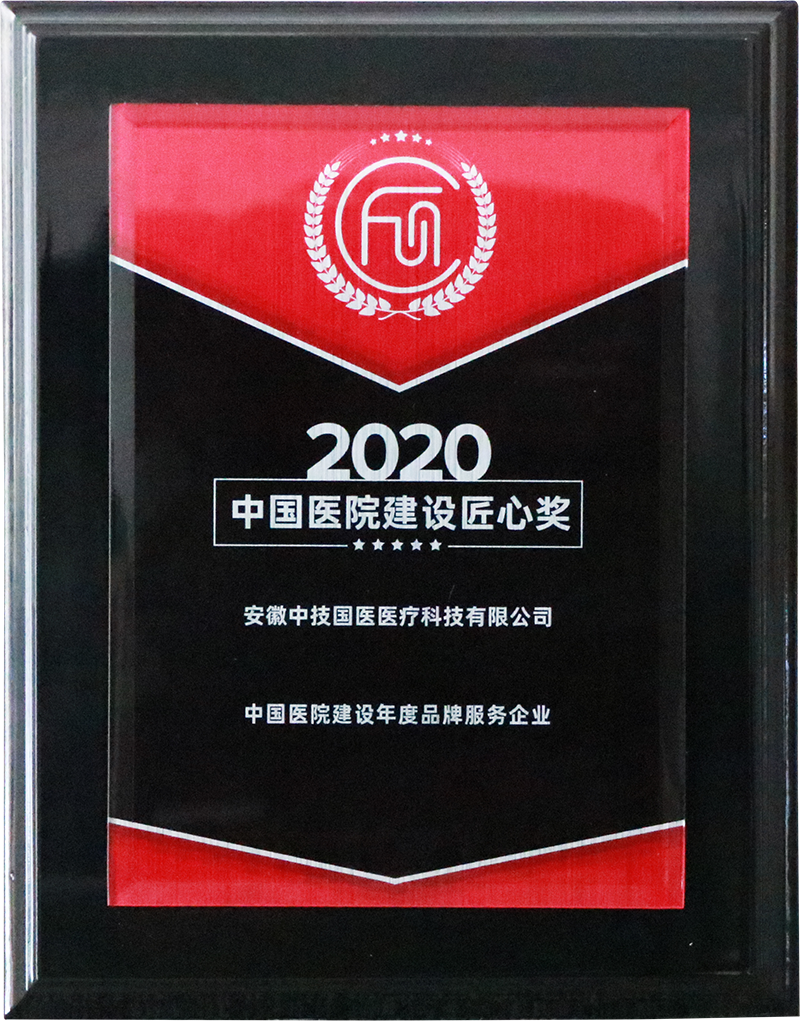 2020
中国医院建设匠心奖
安徽中技国医医疗科技有限公司
中国医院建设年度品牌服务企业